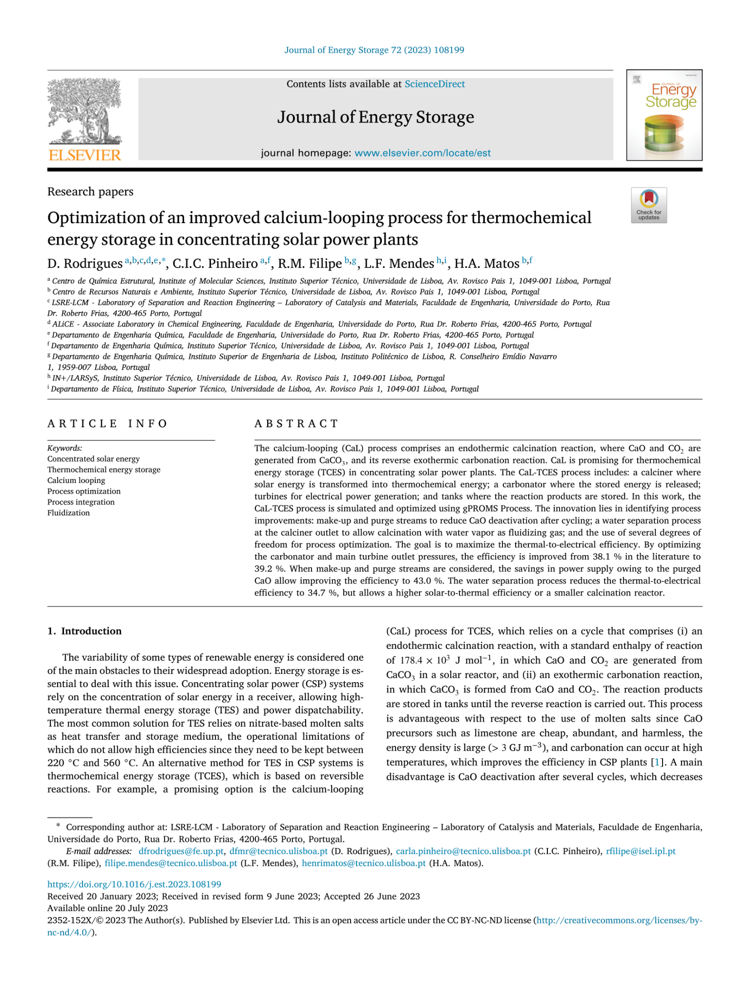 Journal of Energy Storage 72 (2023) 108199
Contents lists available at ScienceDirect
Journal of Energy Storage
journal homepage: www.elsevier.com/locate/est
ELSEVIER
JOURNAL OF
Energy
Storage
Research papers
Check for
updates
Optimization of an improved calcium-looping process for thermochemical
energy storage in concentrating solar power plants
D. Rodrigues a,b,c,d,e,*, C.I.C. Pinheiro a,f, R.M. Filipe b,g, L.F. Mendes h,i, H.A. Matos b,f
a Centro de Química Estrutural, Institute of Molecular Sciences, Instituto Superior Técnico, Universidade de Lisboa, Av. Rovisco Pais 1, 1049-001 Lisboa, Portugal
b Centro de Recursos Naturais e Ambiente, Instituto Superior Técnico, Universidade de Lisboa, Av. Rovisco Pais 1, 1049-001 Lisboa, Portugal
c LSRE-LCM - Laboratory of Separation and Reaction Engineering – Laboratory of Catalysis and Materials, Faculdade de Engenharia, Universidade do Porto, Rua
Dr. Roberto Frias, 4200-465 Porto, Portugal
d ALiCE - Associate Laboratory in Chemical Engineering, Faculdade de Engenharia, Universidade do Porto, Rua Dr. Roberto Frias, 4200-465 Porto, Portugal
e Departamento de Engenharia Química, Faculdade de Engenharia, Universidade do Porto, Rua Dr. Roberto Frias, 4200-465 Porto, Portugal
f Departamento de Engenharia Química, Instituto Superior Técnico, Universidade de Lisboa, Av. Rovisco Pais 1, 1049-001 Lisboa, Portugal
g Departamento de Engenharia Química, Instituto Superior de Engenharia de Lisboa, Instituto Politécnico de Lisboa, R. Conselheiro Emídio Navarro
1, 1959-007 Lisboa, Portugal
h IN+/LARSyS, Instituto Superior Técnico, Universidade de Lisboa, Av. Rovisco Pais 1, 1049-001 Lisboa, Portugal
i Departamento de Física, Instituto Superior Técnico, Universidade de Lisboa, Av. Rovisco Pais 1, 1049-001 Lisboa, Portugal
ARTICLE INFO
Keywords:
Concentrated solar energy
Thermochemical energy storage
Calcium looping
Process optimization
Process integration
Fluidization
ABSTRACT
The calcium-looping (CaL) process comprises an endothermic calcination reaction, where CaO and CO₂ are
generated from CaCO₃, and its reverse exothermic carbonation reaction. CaL is promising for thermochemical
energy storage (TCES) in concentrating solar power plants. The CaL-TCES process includes: a calciner where
solar energy is transformed into thermochemical energy; a carbonator where the stored energy is released;
turbines for electrical power generation; and tanks where the reaction products are stored. In this work, the
CaL-TCES process is simulated and optimized using gPROMS Process. The innovation lies in identifying process
improvements: make-up and purge streams to reduce CaO deactivation after cycling; a water separation process
at the calciner outlet to allow calcination with water vapor as fluidizing gas; and the use of several degrees of
freedom for process optimization. The goal is to maximize the thermal-to-electrical efficiency. By optimizing
the carbonator and main turbine outlet pressures, the efficiency is improved from 38.1 % in the literature to
39.2 %. When make-up and purge streams are considered, the savings in power supply owing to the purged
CaO allow improving the efficiency to 43.0 %. The water separation process reduces the thermal-to-electrical
efficiency to 34.7 %, but allows a higher solar-to-thermal efficiency or a smaller calcination reactor.
1. Introduction
The variability of some types of renewable energy is considered one
of the main obstacles to their widespread adoption. Energy storage is es-
sential to deal with this issue. Concentrating solar power (CSP) systems
rely on the concentration of solar energy in a receiver, allowing high-
temperature thermal energy storage (TES) and power dispatchability.
The most common solution for TES relies on nitrate-based molten salts
as heat transfer and storage medium, the operational limitations of
which do not allow high efficiencies since they need to be kept between
220 °C and 560 °C. An alternative method for TES in CSP systems is
thermochemical energy storage (TCES), which is based on reversible
reactions. For example, a promising option is the calcium-looping
(CaL) process for TCES, which relies on a cycle that comprises (i) an
endothermic calcination reaction, with a standard enthalpy of reaction
of 178.4 × 10³ J mol⁻¹, in which CaO and CO₂ are generated from
CaCO₃ in a solar reactor, and (ii) an exothermic carbonation reaction,
in which CaCO₃ is formed from CaO and CO₂. The reaction products
are stored in tanks until the reverse reaction is carried out. This process
is advantageous with respect to the use of molten salts since CaO
precursors such as limestone are cheap, abundant, and harmless, the
energy density is large (> 3 GJ m⁻³), and carbonation can occur at high
temperatures, which improves the efficiency in CSP plants [1]. A main
disadvantage is CaO deactivation after several cycles, which decreases
* Corresponding author at: LSRE-LCM - Laboratory of Separation and Reaction Engineering – Laboratory of Catalysis and Materials, Faculdade de Engenharia,
Universidade do Porto, Rua Dr. Roberto Frias, 4200-465 Porto, Portugal.
E-mail addresses: dfrodrigues@fe.up.pt, dfmr@tecnico.ulisboa.pt (D. Rodrigues), carla.pinheiro@tecnico.ulisboa.pt (C.I.C. Pinheiro), rfilipe@isel.ipl.pt
(R.M. Filipe), filipe.mendes@tecnico.ulisboa.pt (L.F. Mendes), henrimatos@tecnico.ulisboa.pt (H.A. Matos).
https://doi.org/10.1016/j.est.2023.108199
Received 20 January 2023; Received in revised form 9 June 2023; Accepted 26 June 2023
Available online 20 July 2023
2352-152X/© 2023 The Author(s). Published by Elsevier Ltd. This is an open access article under the CC BY-NC-ND license (http://creativecommons.org/licenses/by-
nc-nd/4.0/).